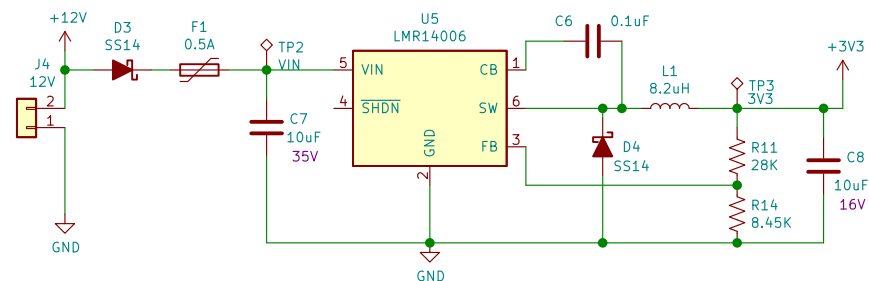 +12V
J4
12V
2
1
GND
D3
SS14
F1
0.5A
TP2
VIN
C7
10uF
35V
U5
LMR14006
5
VIN
4
SHDN
GND
2
CB
1
SW
6
FB
3
GND
C6
0.1uF
D4
SS14
L1
8.2uH
TP3
3V3
R11
28K
R14
8.45K
+3V3
C8
10uF
16V